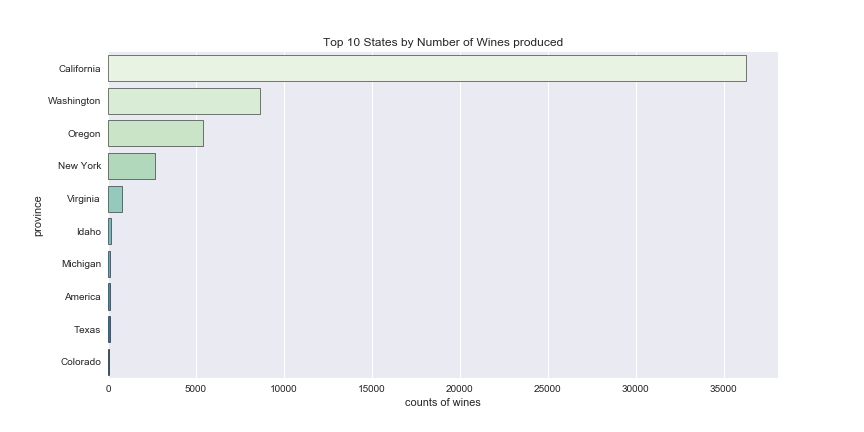 Top 10 States by Number of Wines produced
California
Washington
Oregon
New York
Virginia
Idaho
Michigan
America
Texas
Colorado
province
0 5000 10000 15000 20000 25000 30000 35000
counts of wines